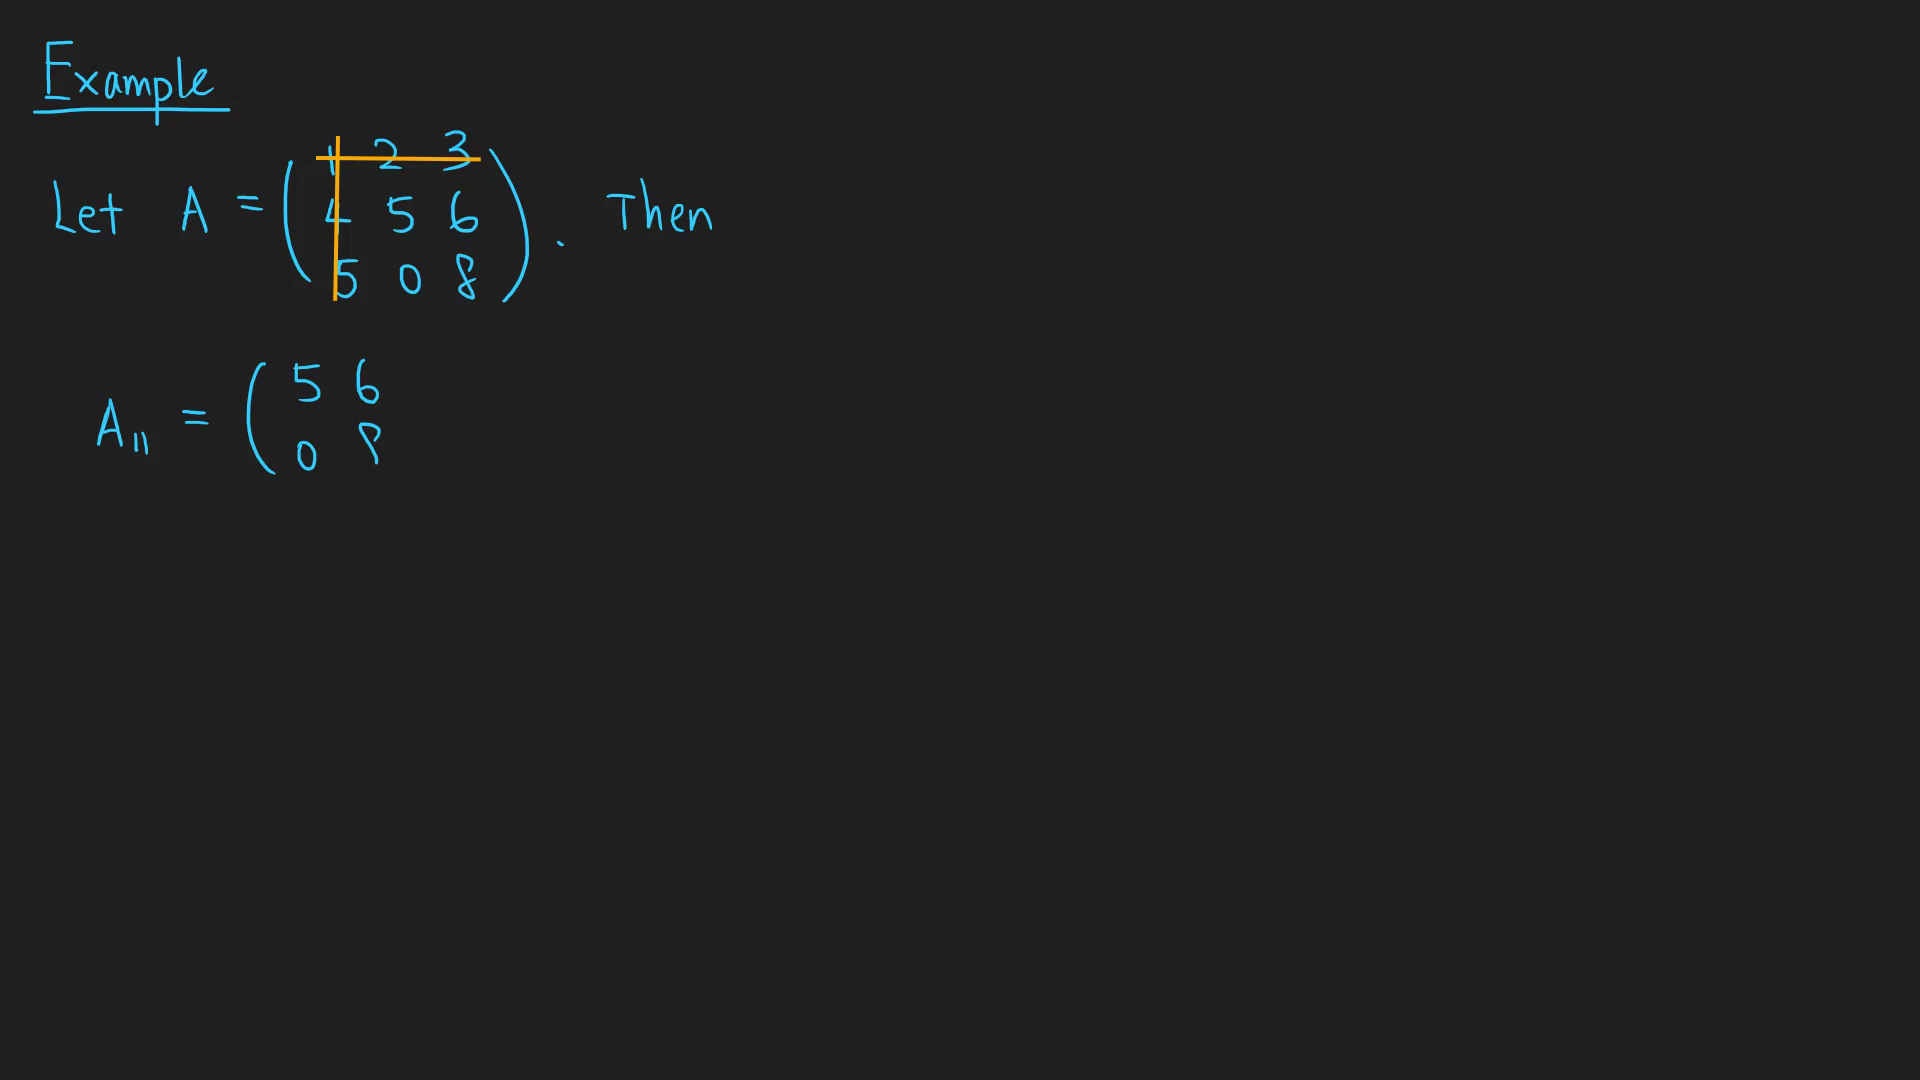 Example
Let A = ( 1 2 3
4 5 6
5 0 8 ) . Then
A11 = ( 5 6
0 8